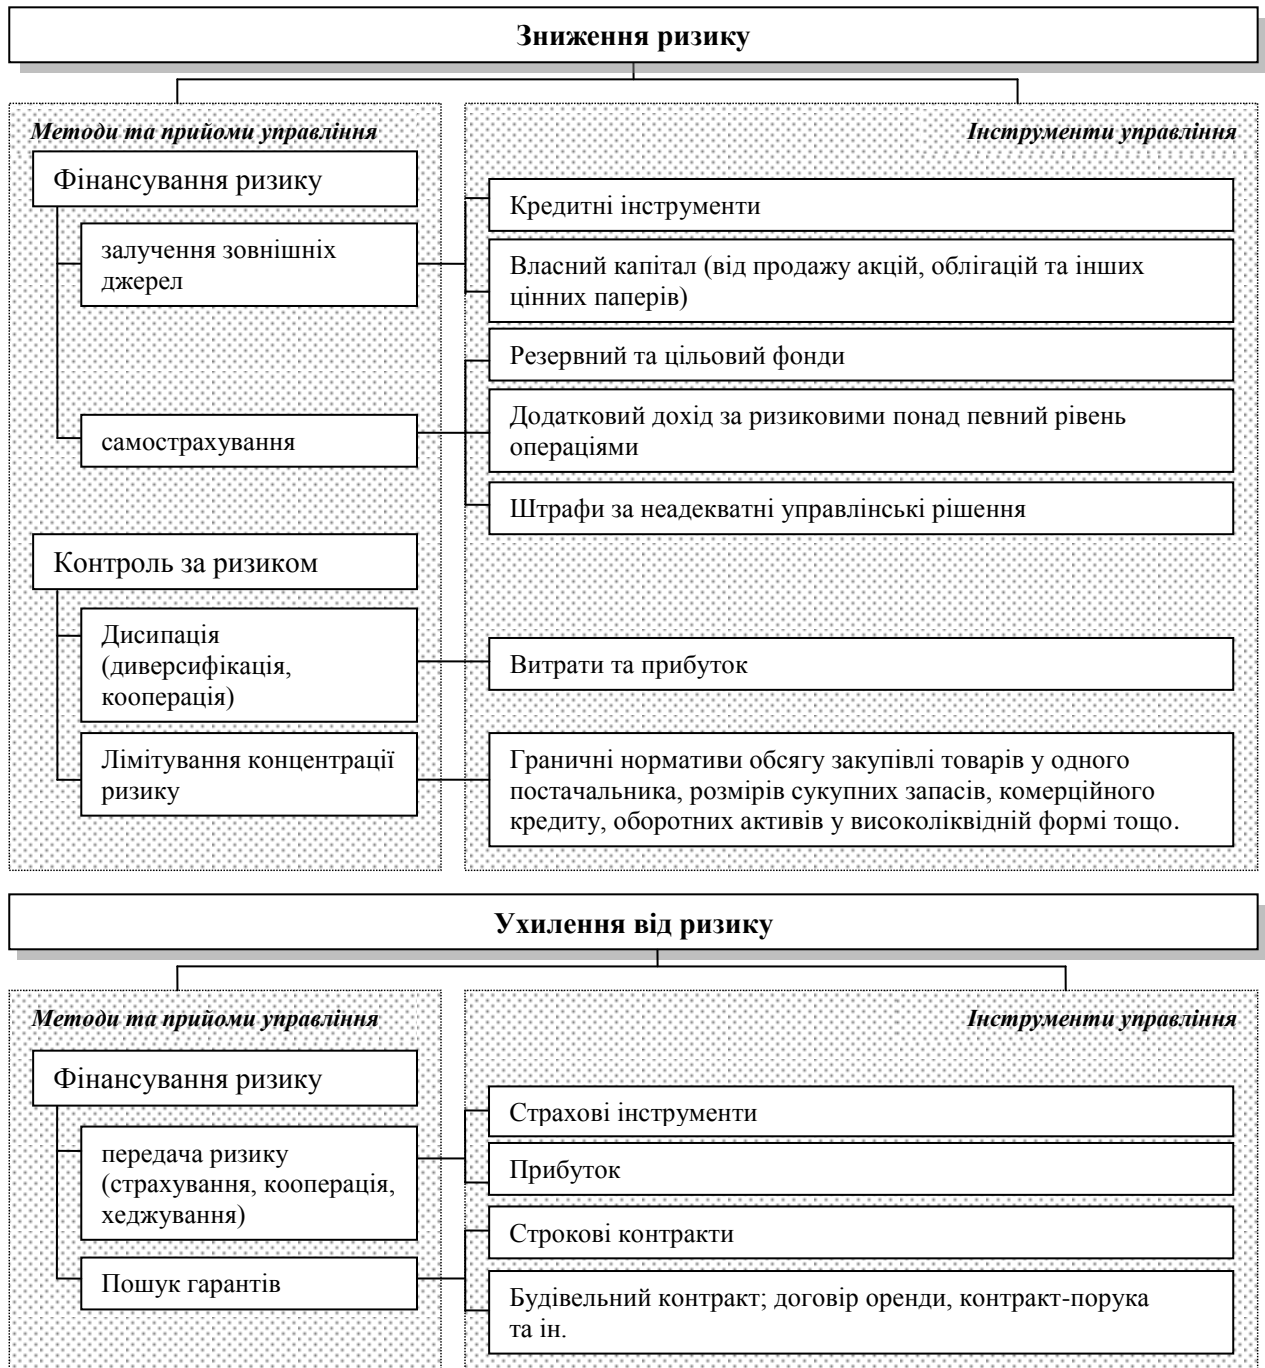 Зниження ризику
Методи та прийоми управління
Інструменти управління
Фінансування ризику
залучення зовнішніх
джерел
Кредитні інструменти
Власний капітал (від продажу акцій, облігацій та інших
цінних паперів)
самострахування
Резервний та цільовий фонди
Додатковий дохід за ризиковими понад певний рівень
операціями
Штрафи за неадекватні управлінські рішення
Контроль за ризиком
Дисипація
(диверсифікація,
кооперація)
Витрати та прибуток
Лімітування концентрації
ризику
Граничні нормативи обсягу закупівлі товарів у одного
постачальника, розмірів сукупних запасів, комерційного
кредиту, оборотних активів у високоліквідній формі тощо.
Ухилення від ризику
Методи та прийоми управління
Інструменти управління
Фінансування ризику
передача ризику
(страхування, кооперація,
хеджування)
Страхові інструменти
Прибуток
Пошук гарантів
Строкові контракти
Будівельний контракт; договір оренди, контракт-порука
та ін.